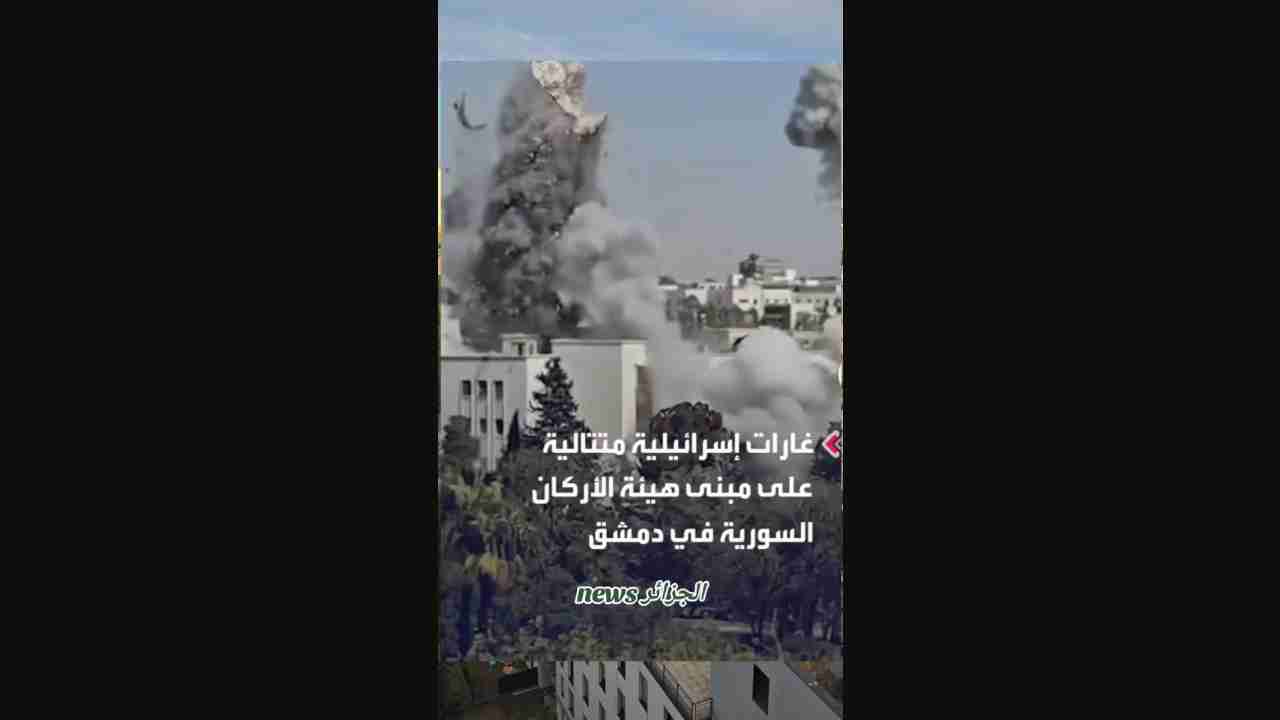 غارات إسرائيلية متتالية
على مبنى هيئة الأركان
السورية في دمشق
الجزائر news